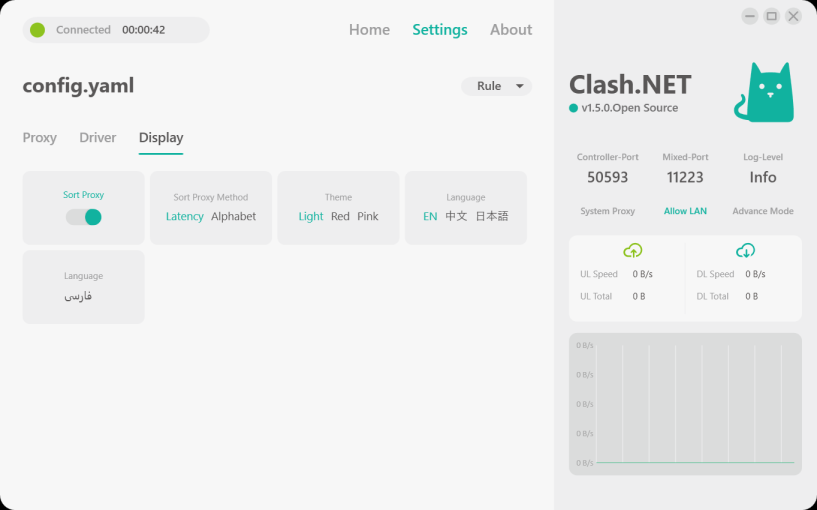 Connected 00:00:42
Home Settings About
config.yaml
Rule
Proxy Driver Display
Sort Proxy
Sort Proxy Method
Latency Alphabet
Theme
Light Red Pink
Language
EN 中文 日本語
Language
فارسی
Clash.NET
v1.5.0.Open Source
Controller-Port Mixed-Port Log-Level
50593 11223 Info
System Proxy Allow LAN Advance Mode
UL Speed 0 B/s
UL Total 0 B
DL Speed 0 B/s
DL Total 0 B
0 B/s
0 B/s
0 B/s
0 B/s
0 B/s